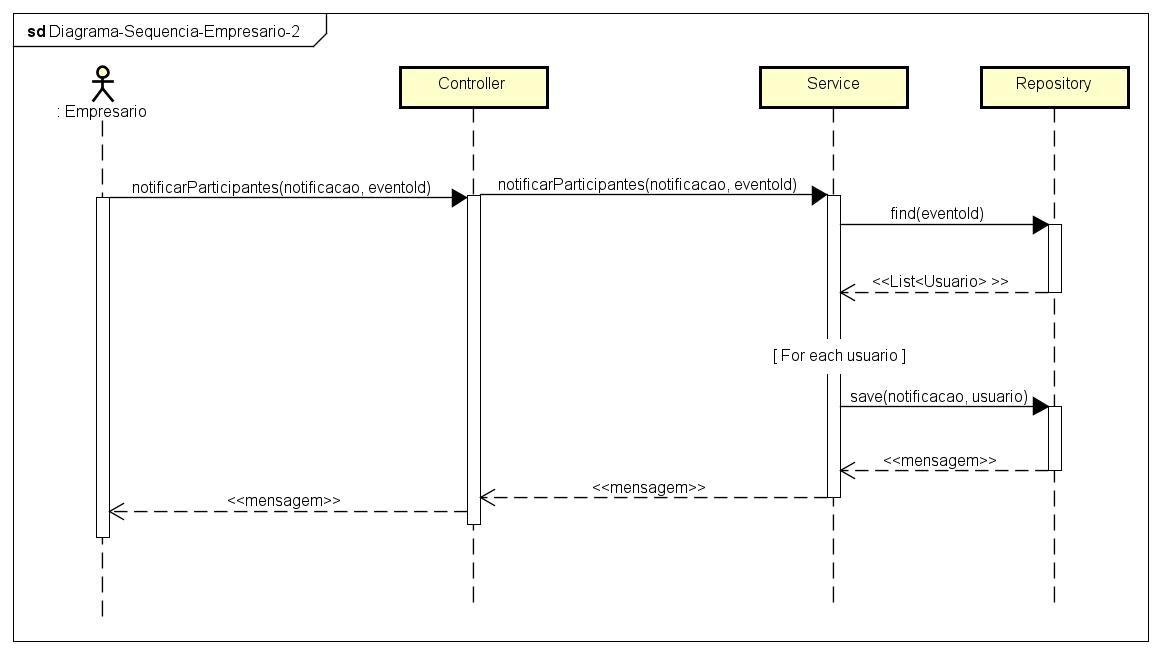 sd Diagrama-Sequencia-Empresario-2
: Empresario
Controller
Service
Repository
notificarParticipantes(notificacao, eventoId)
notificarParticipantes(notificacao, eventoId)
find(eventoId)
<<List<Usuario> >>
[ For each usuario ]
save(notificacao, usuario)
<<mensagem>>
<<mensagem>>
<<mensagem>>